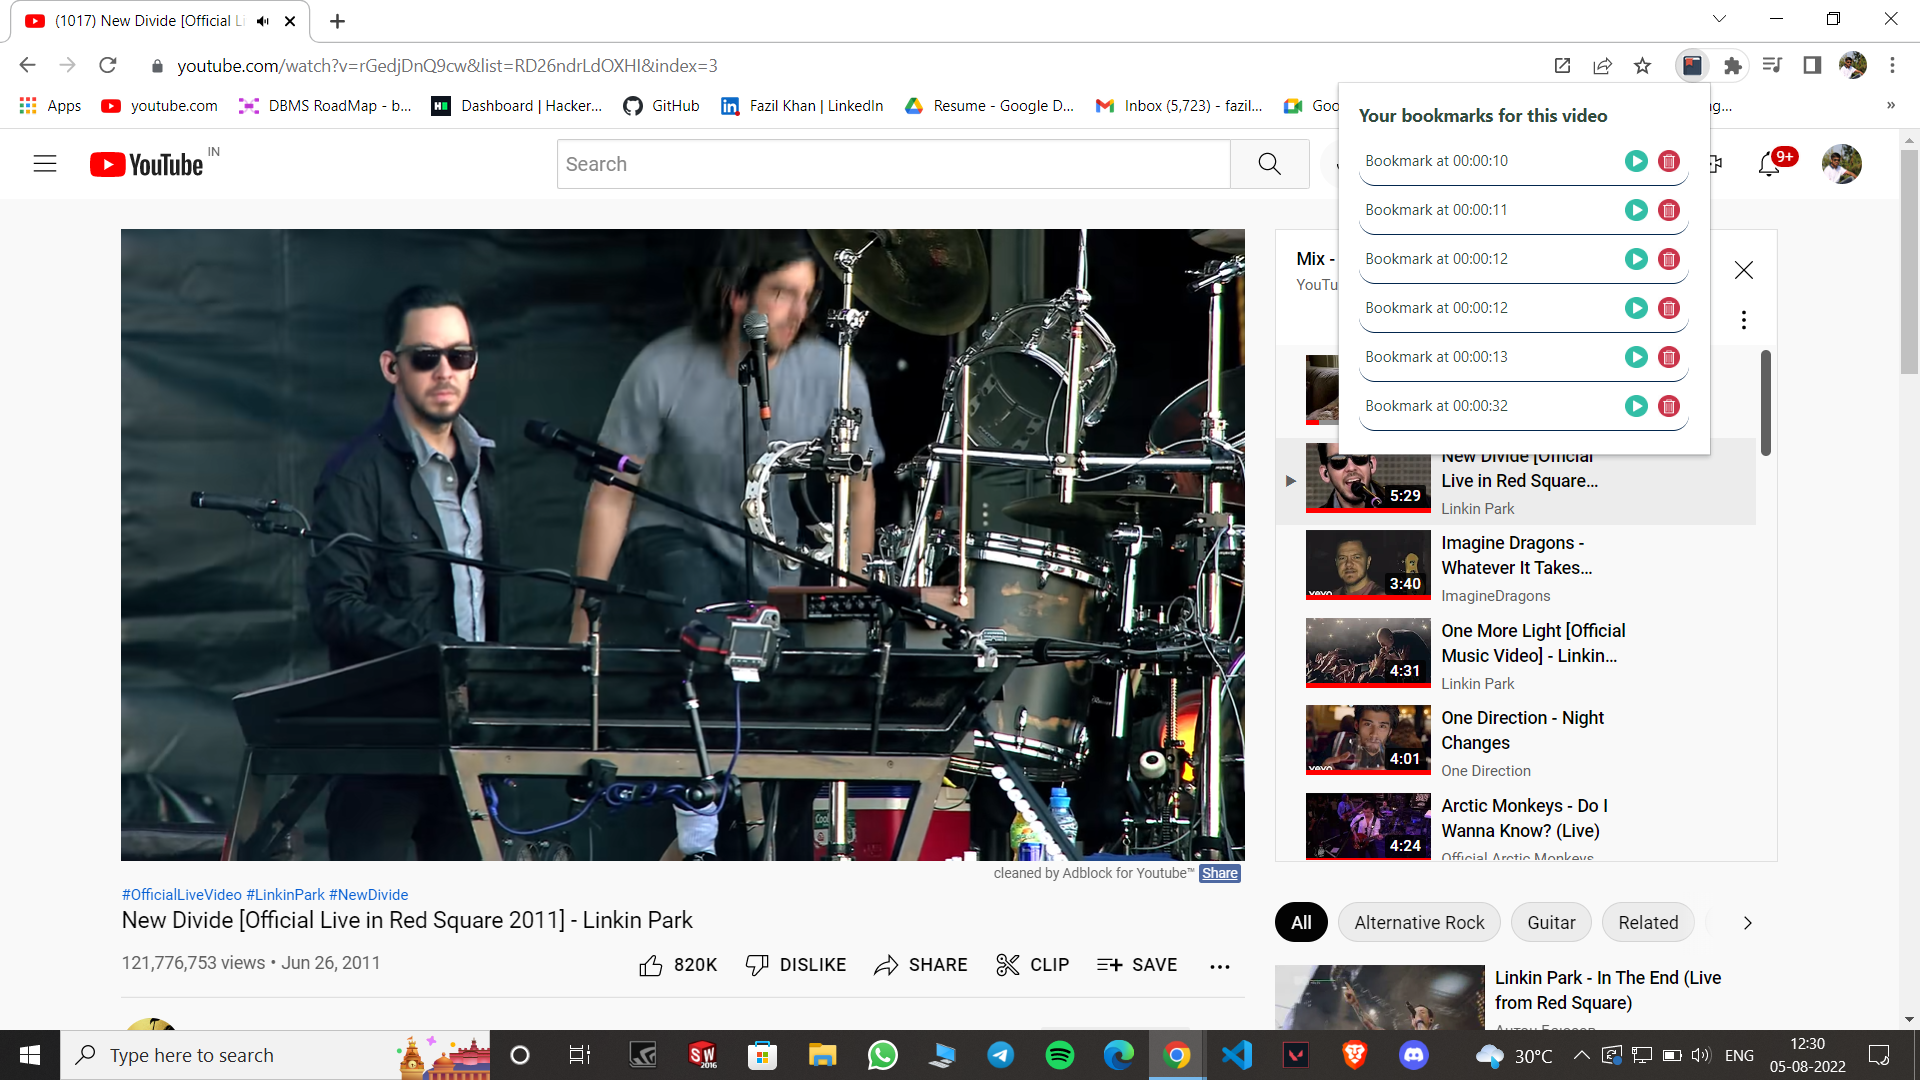 (1017) New Divide [Official Li
youtube.com/watch?v=rGedjDnQ9cw&list=RD26ndrLdOXHI&index=3
Apps
youtube.com
DBMS RoadMap - b...
Dashboard | Hacker...
GitHub
Fazil Khan | LinkedIn
Resume - Google D...
Inbox (5,723) - fazil...
Goo
g...
»
Your bookmarks for this video
Bookmark at 00:00:10
Bookmark at 00:00:11
Bookmark at 00:00:12
Bookmark at 00:00:12
Bookmark at 00:00:13
Bookmark at 00:00:32
YouTube IN
Search
9+
Mix -
YouTu
New Divide [Official
Live in Red Square...
Linkin Park
5:29
Imagine Dragons -
Whatever It Takes...
ImagineDragons
3:40
vevo
One More Light [Official
Music Video] - Linkin...
Linkin Park
4:31
One Direction - Night
Changes
One Direction
4:01
vevo
Arctic Monkeys - Do I
Wanna Know? (Live)
Official Arctic Monkeys
4:24
cleaned by Adblock for Youtube™ Share
#OfficialLiveVideo #LinkinPark #NewDivide
New Divide [Official Live in Red Square 2011] - Linkin Park
121,776,753 views • Jun 26, 2011
820K
DISLIKE
SHARE
CLIP
SAVE
All
Alternative Rock
Guitar
Related
Linkin Park - In The End (Live
from Red Square)
Type here to search
SW
2016
30°C
ENG
12:30
05-08-2022